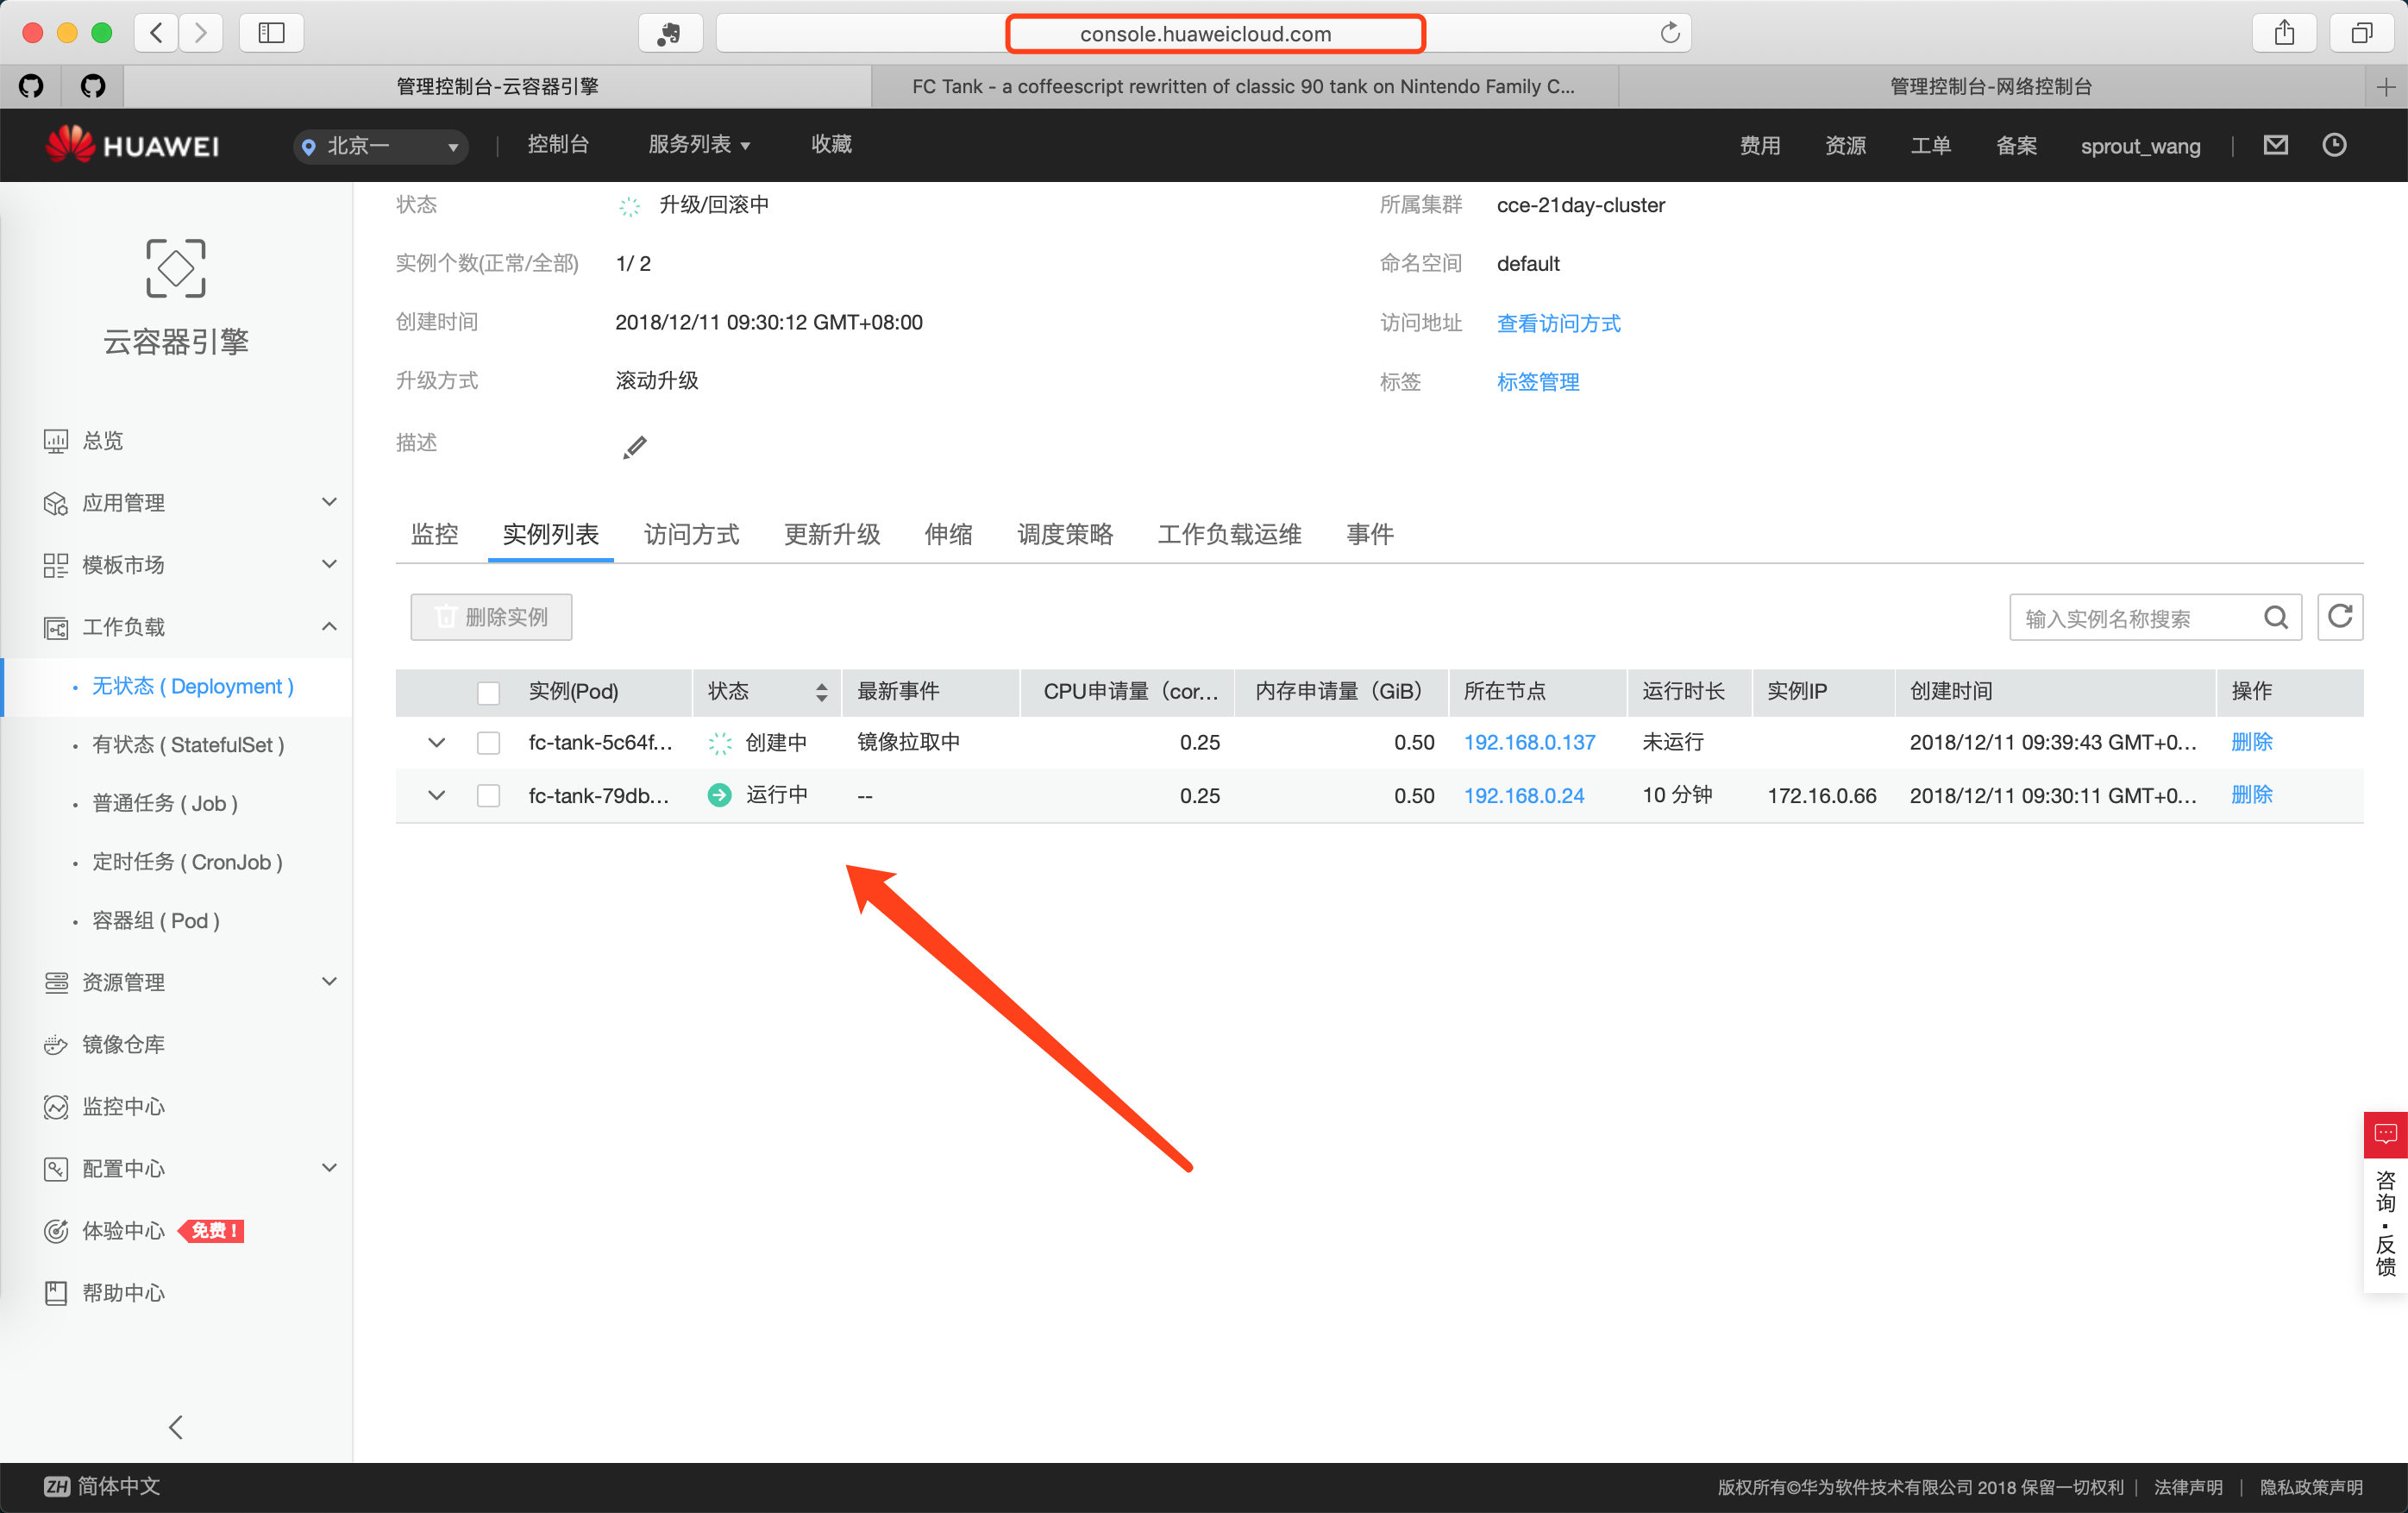 console.huaweicloud.com
管理控制台-云容器引擎
FC Tank - a coffeescript rewritten of classic 90 tank on Nintendo Family C...
管理控制台-网络控制台
HUAWEI
北京一
控制台
服务列表
收藏
费用
资源
工单
备案
sprout_wang
云容器引擎
总览
应用管理
模板市场
工作负载
无状态 ( Deployment )
有状态 ( StatefulSet )
普通任务 ( Job )
定时任务 ( CronJob )
容器组 ( Pod )
资源管理
镜像仓库
监控中心
配置中心
体验中心 免费 !
帮助中心
状态 升级/回滚中
所属集群 cce-21day-cluster
实例个数(正常/全部) 1/ 2
命名空间 default
创建时间 2018/12/11 09:30:12 GMT+08:00
访问地址 查看访问方式
升级方式 滚动升级
标签 标签管理
描述
监控 实例列表 访问方式 更新升级 伸缩 调度策略 工作负载运维 事件
删除实例
输入实例名称搜索
实例(Pod) 状态 最新事件 CPU申请量（cor... 内存申请量（GiB） 所在节点 运行时长 实例IP 创建时间 操作
fc-tank-5c64f... 创建中 镜像拉取中 0.25 0.50 192.168.0.137 未运行 2018/12/11 09:39:43 GMT+0... 删除
fc-tank-79db... 运行中 -- 0.25 0.50 192.168.0.24 10 分钟 172.16.0.66 2018/12/11 09:30:11 GMT+0... 删除
咨询·反馈
ZH 简体中文
版权所有©华为软件技术有限公司 2018 保留一切权利 | 法律声明 | 隐私政策声明